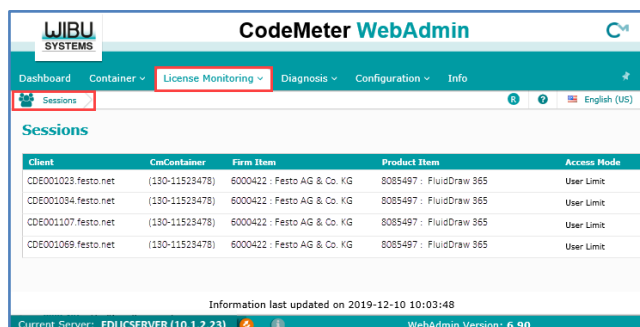 WIBU
SYSTEMS
CodeMeter WebAdmin
Dashboard Container License Monitoring Diagnosis Configuration Info
Sessions R ? English (US)
Sessions
Client CmContainer Firm Item Product Item Access Mode
CDE001023.festo.net (130-11523478) 6000422 : Festo AG & Co. KG 8085497 : FluidDraw 365 User Limit
CDE001034.festo.net (130-11523478) 6000422 : Festo AG & Co. KG 8085497 : FluidDraw 365 User Limit
CDE001107.festo.net (130-11523478) 6000422 : Festo AG & Co. KG 8085497 : FluidDraw 365 User Limit
CDE001069.festo.net (130-11523478) 6000422 : Festo AG & Co. KG 8085497 : FluidDraw 365 User Limit
Information last updated on 2019-12-10 10:03:48
Current Server: EDLICSERVER (10.1.2.23) WebAdmin Version: 6.90